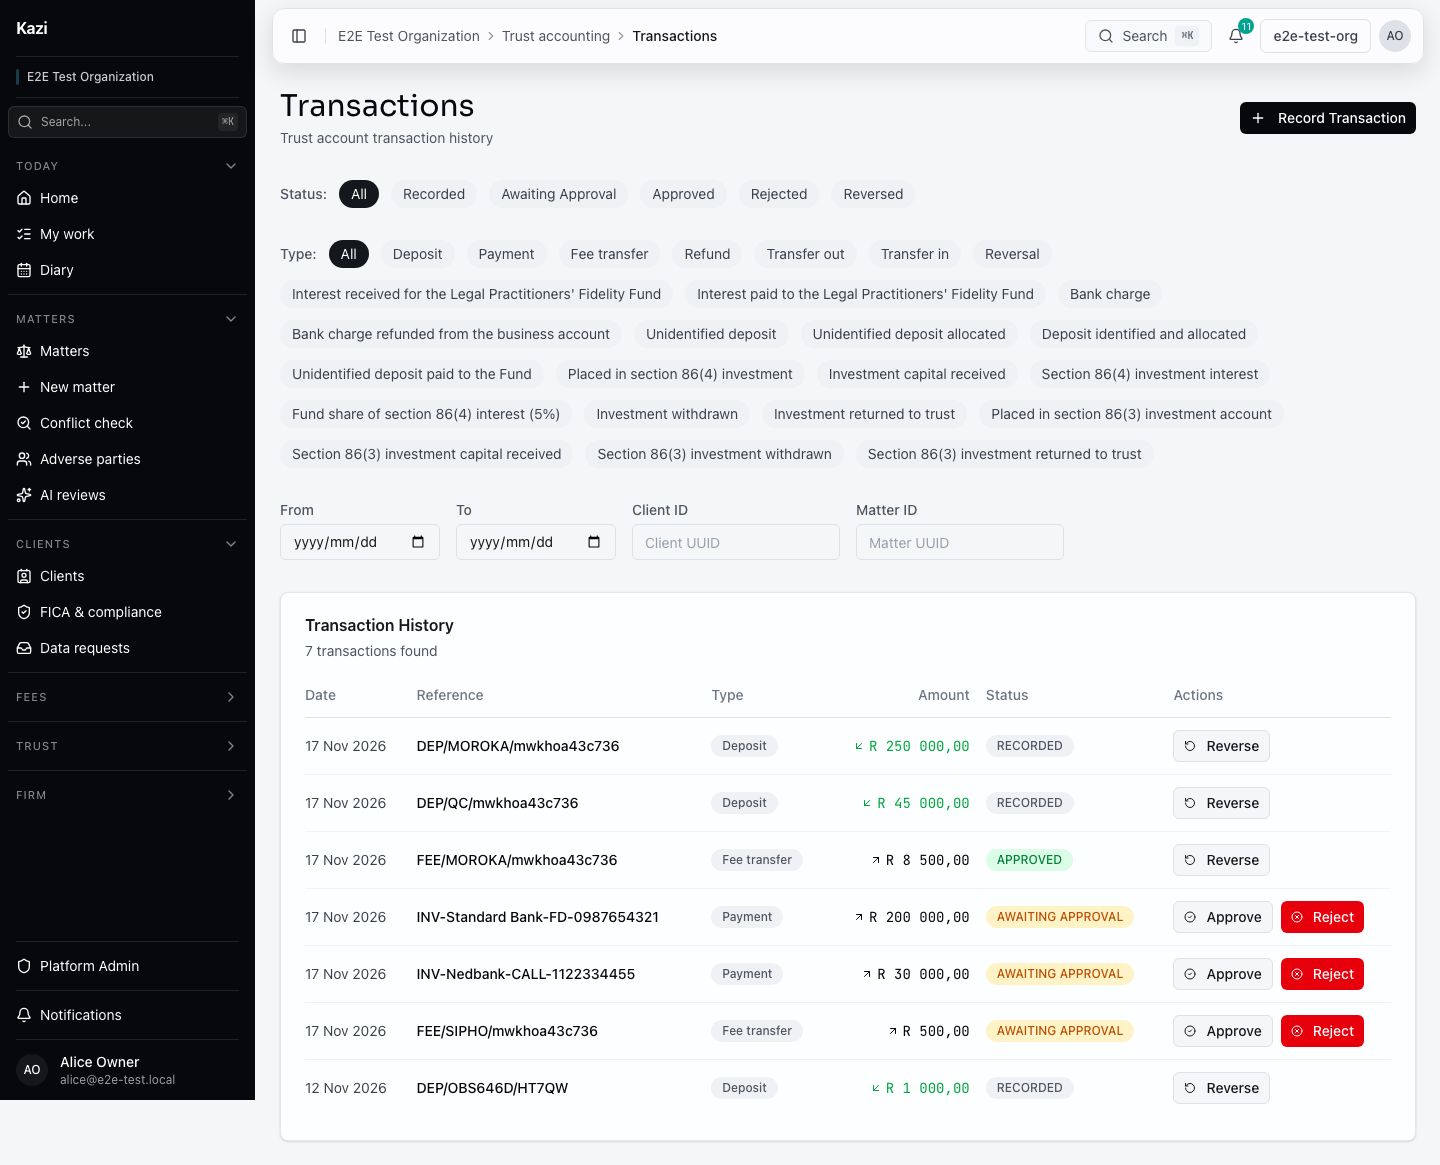 Kazi
E2E Test Organization
Search... ⌘K
TODAY
Home
My work
Diary
MATTERS
Matters
New matter
Conflict check
Adverse parties
AI reviews
CLIENTS
Clients
FICA & compliance
Data requests
FEES
TRUST
FIRM
Platform Admin
Notifications
AO Alice Owner
alice@e2e-test.local
E2E Test Organization > Trust accounting > Transactions
Search ⌘K 11 e2e-test-org AO
Transactions
Trust account transaction history
Record Transaction
Status: All Recorded Awaiting Approval Approved Rejected Reversed
Type: All Deposit Payment Fee transfer Refund Transfer out Transfer in Reversal
Interest received for the Legal Practitioners' Fidelity Fund Interest paid to the Legal Practitioners' Fidelity Fund Bank charge
Bank charge refunded from the business account Unidentified deposit Unidentified deposit allocated Deposit identified and allocated
Unidentified deposit paid to the Fund Placed in section 86(4) investment Investment capital received Section 86(4) investment interest
Fund share of section 86(4) interest (5%) Investment withdrawn Investment returned to trust Placed in section 86(3) investment account
Section 86(3) investment capital received Section 86(3) investment withdrawn Section 86(3) investment returned to trust
From To Client ID Matter ID
yyyy/mm/dd yyyy/mm/dd Client UUID Matter UUID
Transaction History
7 transactions found
Date Reference Type Amount Status Actions
17 Nov 2026 DEP/MOROKA/mwkhoa43c736 Deposit R 250 000,00 RECORDED Reverse
17 Nov 2026 DEP/QC/mwkhoa43c736 Deposit R 45 000,00 RECORDED Reverse
17 Nov 2026 FEE/MOROKA/mwkhoa43c736 Fee transfer R 8 500,00 APPROVED Reverse
17 Nov 2026 INV-Standard Bank-FD-0987654321 Payment R 200 000,00 AWAITING APPROVAL Approve Reject
17 Nov 2026 INV-Nedbank-CALL-1122334455 Payment R 30 000,00 AWAITING APPROVAL Approve Reject
17 Nov 2026 FEE/SIPHO/mwkhoa43c736 Fee transfer R 500,00 AWAITING APPROVAL Approve Reject
12 Nov 2026 DEP/OBS646D/HT7QW Deposit R 1 000,00 RECORDED Reverse